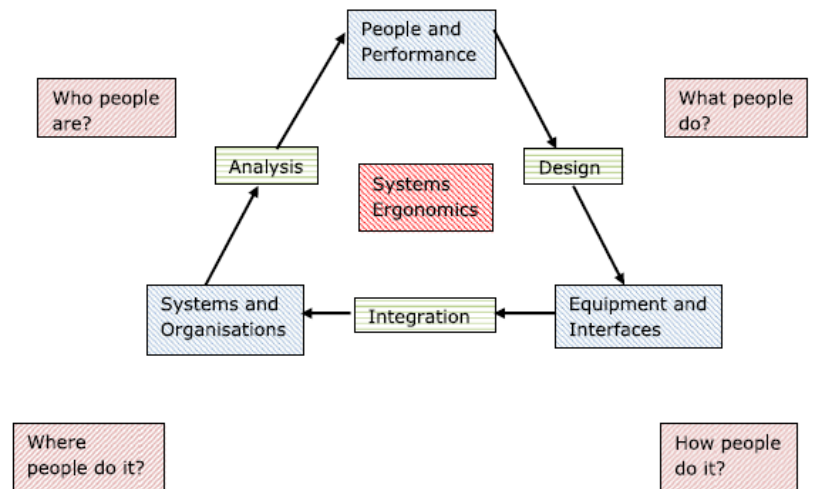 People and
Performance
Who people
are?
What people
do?
Analysis
Systems
Ergonomics
Design
Systems and
Organisations
Integration
Equipment and
Interfaces
Where
people do it?
How people
do it?